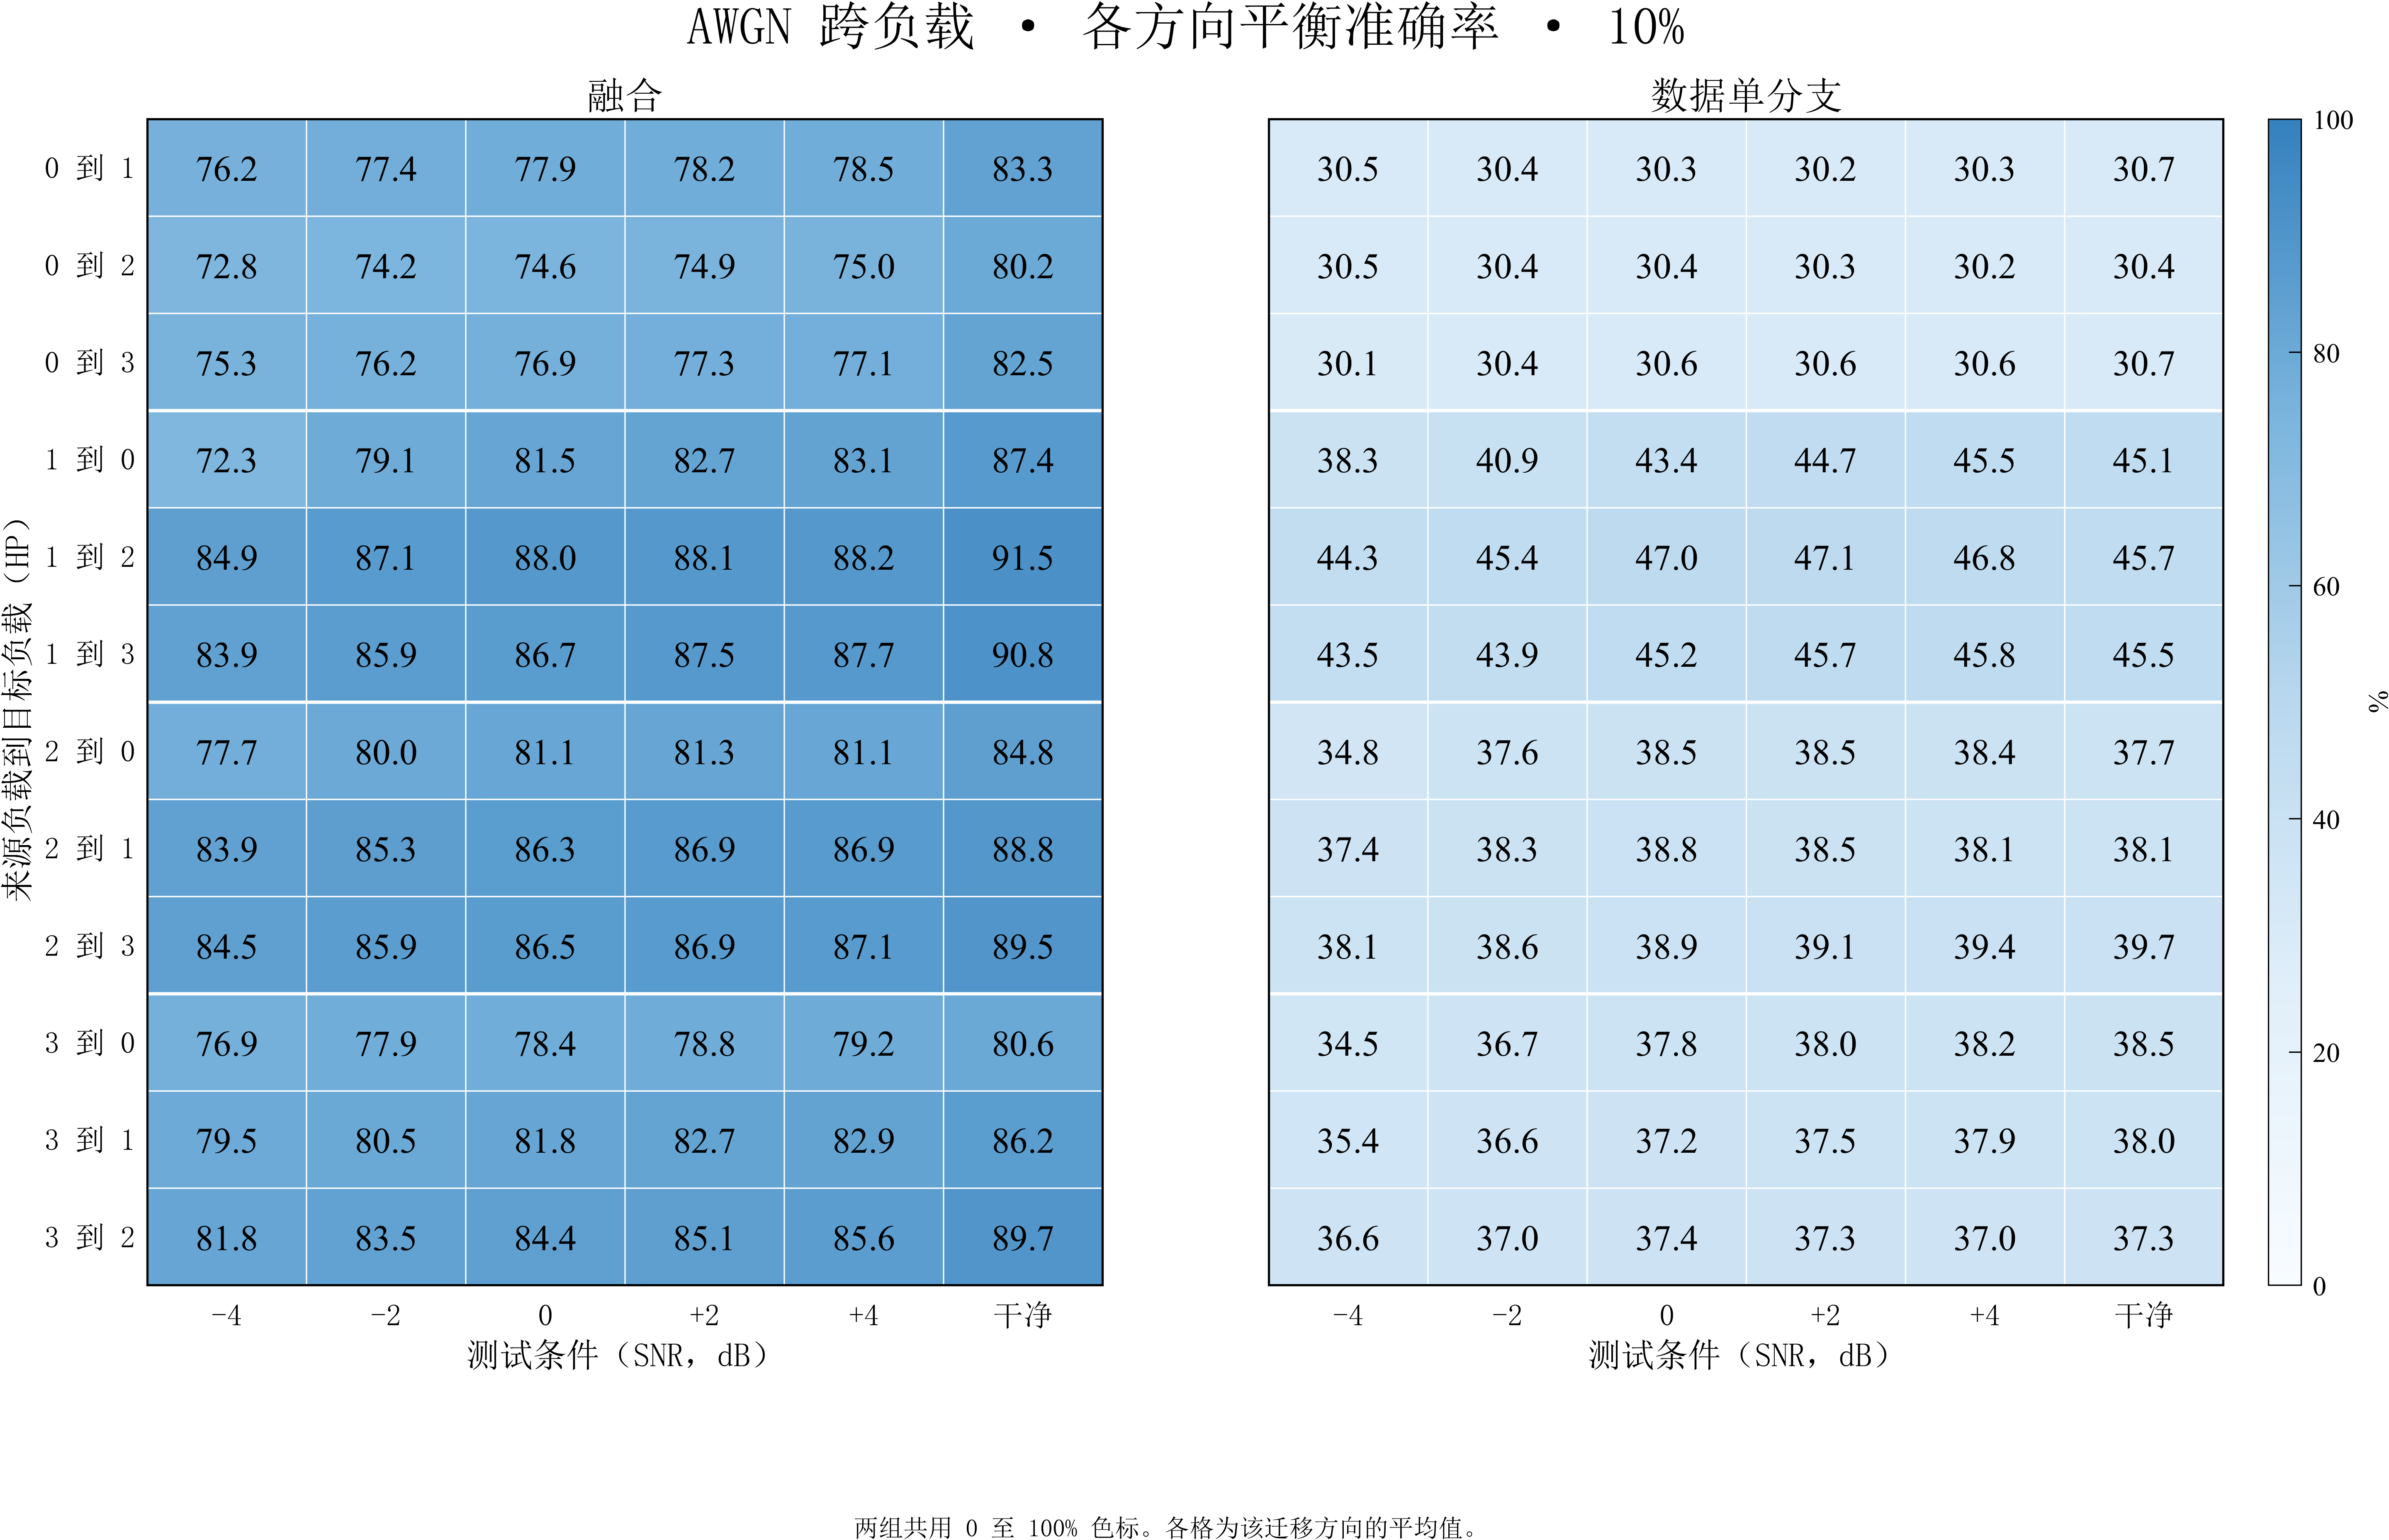 AWGN 跨负载 · 各方向平衡准确率 · 10%
融合 数据单分支
来源负载到目标负载（HP）
0 到 1 76.2 77.4 77.9 78.2 78.5 83.3 30.5 30.4 30.3 30.2 30.3 30.7
0 到 2 72.8 74.2 74.6 74.9 75.0 80.2 30.5 30.4 30.4 30.3 30.2 30.4
0 到 3 75.3 76.2 76.9 77.3 77.1 82.5 30.1 30.4 30.6 30.6 30.6 30.7
1 到 0 72.3 79.1 81.5 82.7 83.1 87.4 38.3 40.9 43.4 44.7 45.5 45.1
1 到 2 84.9 87.1 88.0 88.1 88.2 91.5 44.3 45.4 47.0 47.1 46.8 45.7
1 到 3 83.9 85.9 86.7 87.5 87.7 90.8 43.5 43.9 45.2 45.7 45.8 45.5
2 到 0 77.7 80.0 81.1 81.3 81.1 84.8 34.8 37.6 38.5 38.5 38.4 37.7
2 到 1 83.9 85.3 86.3 86.9 86.9 88.8 37.4 38.3 38.8 38.5 38.1 38.1
2 到 3 84.5 85.9 86.5 86.9 87.1 89.5 38.1 38.6 38.9 39.1 39.4 39.7
3 到 0 76.9 77.9 78.4 78.8 79.2 80.6 34.5 36.7 37.8 38.0 38.2 38.5
3 到 1 79.5 80.5 81.8 82.7 82.9 86.2 35.4 36.6 37.2 37.5 37.9 38.0
3 到 2 81.8 83.5 84.4 85.1 85.6 89.7 36.6 37.0 37.4 37.3 37.0 37.3
-4 -2 0 +2 +4 干净 -4 -2 0 +2 +4 干净
测试条件（SNR，dB） 测试条件（SNR，dB）
100
80
60
40
20
0
%
两组共用 0 至 100% 色标。各格为该迁移方向的平均值。